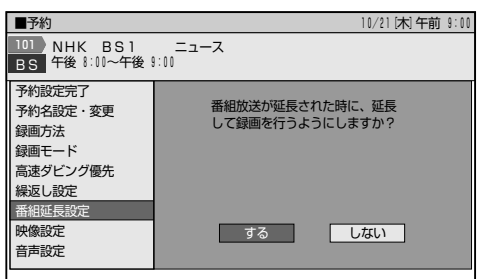 ■予約 10/21[木]午前 9:00
101 NHK BS1 ニュース
BS 午後 8:00〜午後 9:00
予約設定完了
予約名設定・変更
録画方法
録画モード
高速ダビング優先
繰返し設定
番組延長設定
映像設定
音声設定
番組放送が延長された時に、延長
して録画を行うようにしますか？
する しない